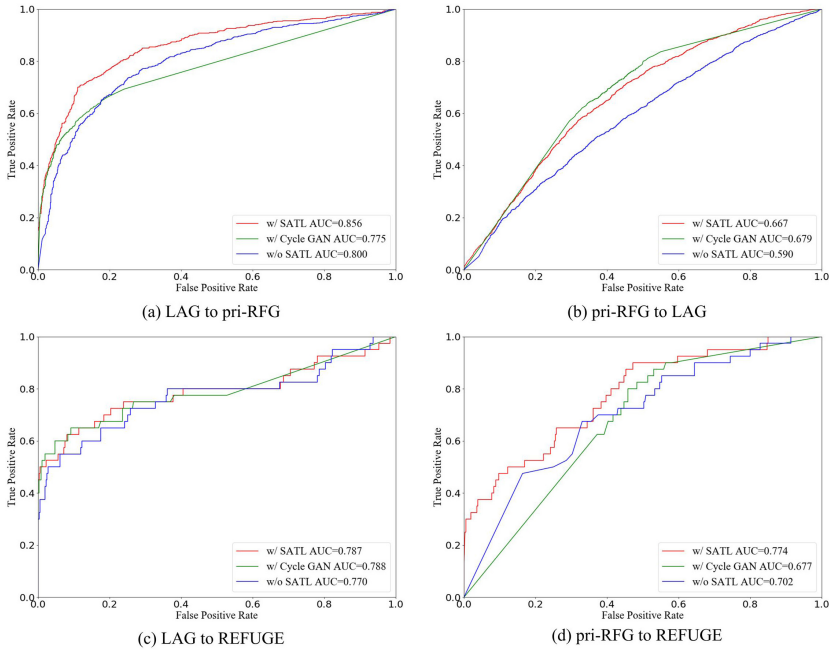 1.0
0.8
0.6
0.4
0.2
0.0
0.0 0.2 0.4 0.6 0.8 1.0
True Positive Rate
False Positive Rate
w/ SATL AUC=0.856
w/ Cycle GAN AUC=0.775
w/o SATL AUC=0.800
(a) LAG to pri-RFG
1.0
0.8
0.6
0.4
0.2
0.0
0.0 0.2 0.4 0.6 0.8 1.0
True Positive Rate
False Positive Rate
w/ SATL AUC=0.667
w/ Cycle GAN AUC=0.679
w/o SATL AUC=0.590
(b) pri-RFG to LAG
1.0
0.8
0.6
0.4
0.2
0.0
0.0 0.2 0.4 0.6 0.8 1.0
True Positive Rate
False Positive Rate
w/ SATL AUC=0.787
w/ Cycle GAN AUC=0.788
w/o SATL AUC=0.770
(c) LAG to REFUGE
1.0
0.8
0.6
0.4
0.2
0.0
0.0 0.2 0.4 0.6 0.8 1.0
True Positive Rate
False Positive Rate
w/ SATL AUC=0.774
w/ Cycle GAN AUC=0.677
w/o SATL AUC=0.702
(d) pri-RFG to REFUGE